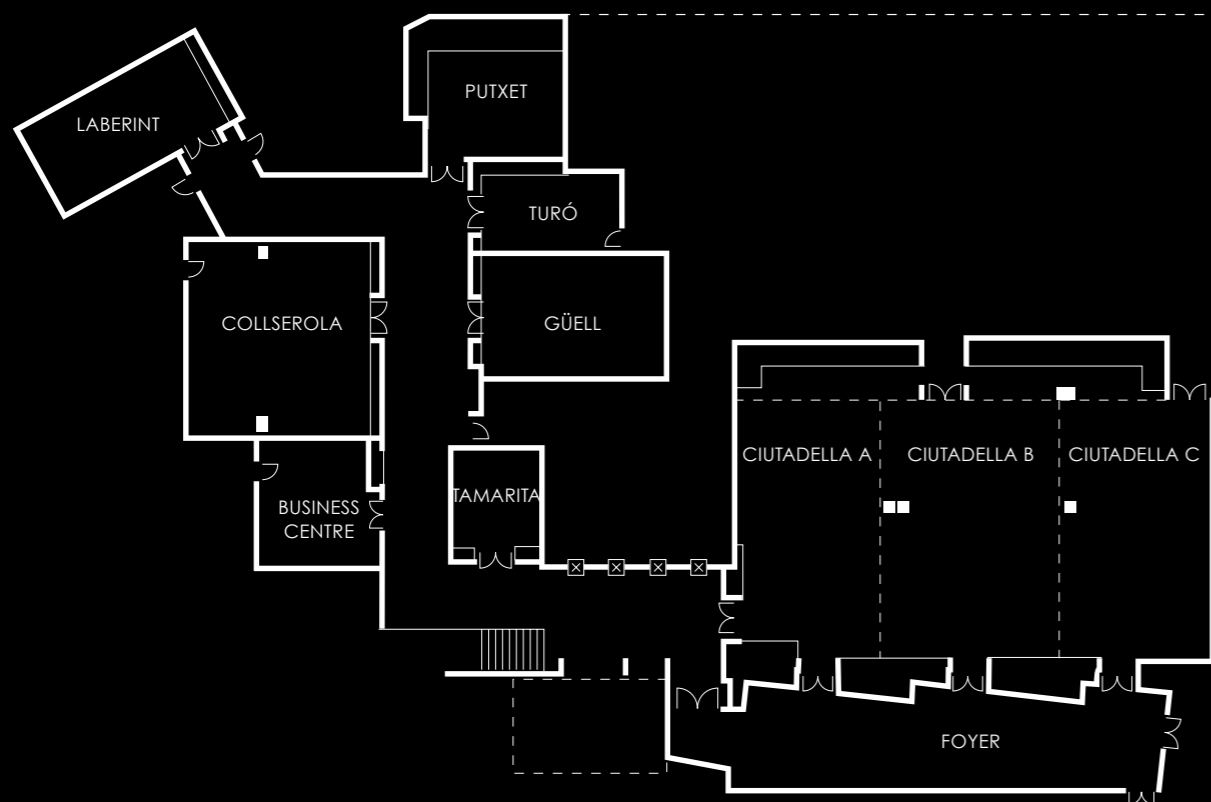 PUTXET
LABERINT
TURÓ
COLLSEROLA
GÜELL
CIUTADELLA A
CIUTADELLA B
CIUTADELLA C
TAMARITA
BUSINESS
CENTRE
FOYER